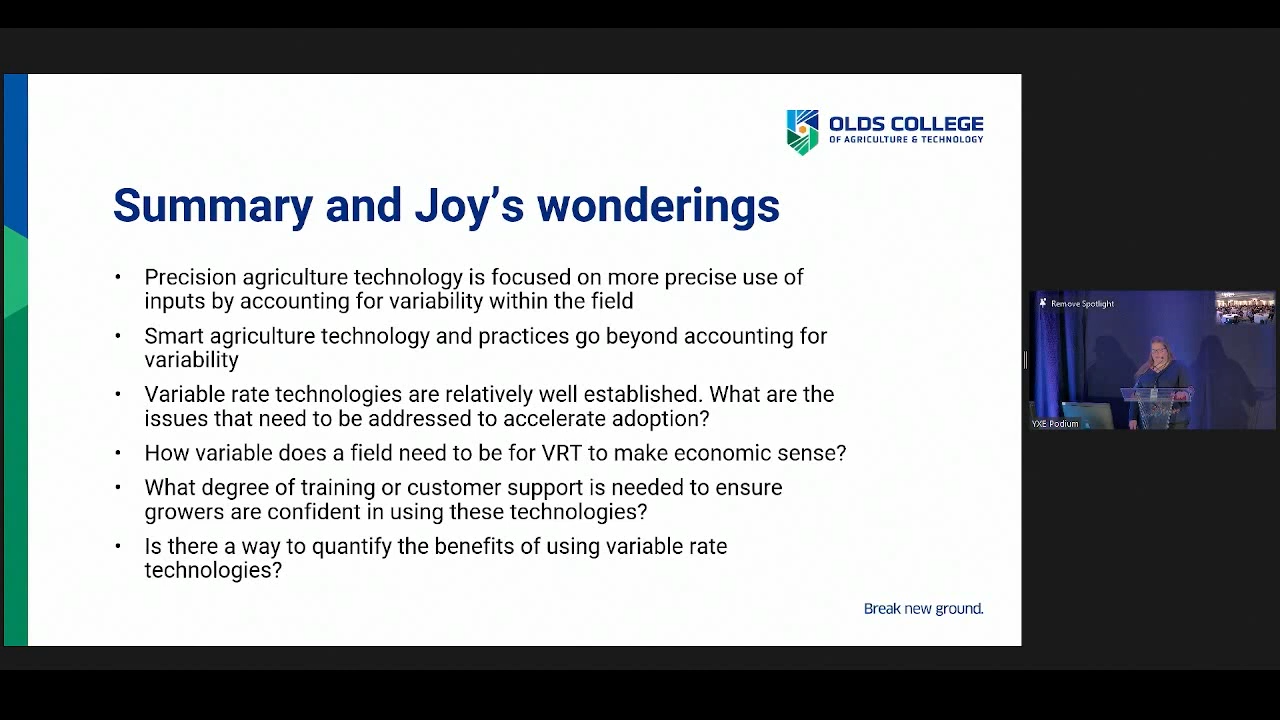 OLDS COLLEGE
OF AGRICULTURE & TECHNOLOGY
Summary and Joy's wonderings
• Precision agriculture technology is focused on more precise use of
inputs by accounting for variability within the field
• Smart agriculture technology and practices go beyond accounting for
variability
• Variable rate technologies are relatively well established. What are the
issues that need to be addressed to accelerate adoption?
• How variable does a field need to be for VRT to make economic sense?
• What degree of training or customer support is needed to ensure
growers are confident in using these technologies?
• Is there a way to quantify the benefits of using variable rate
technologies?
Break new ground.
Remove Spotlight
YXE Podium